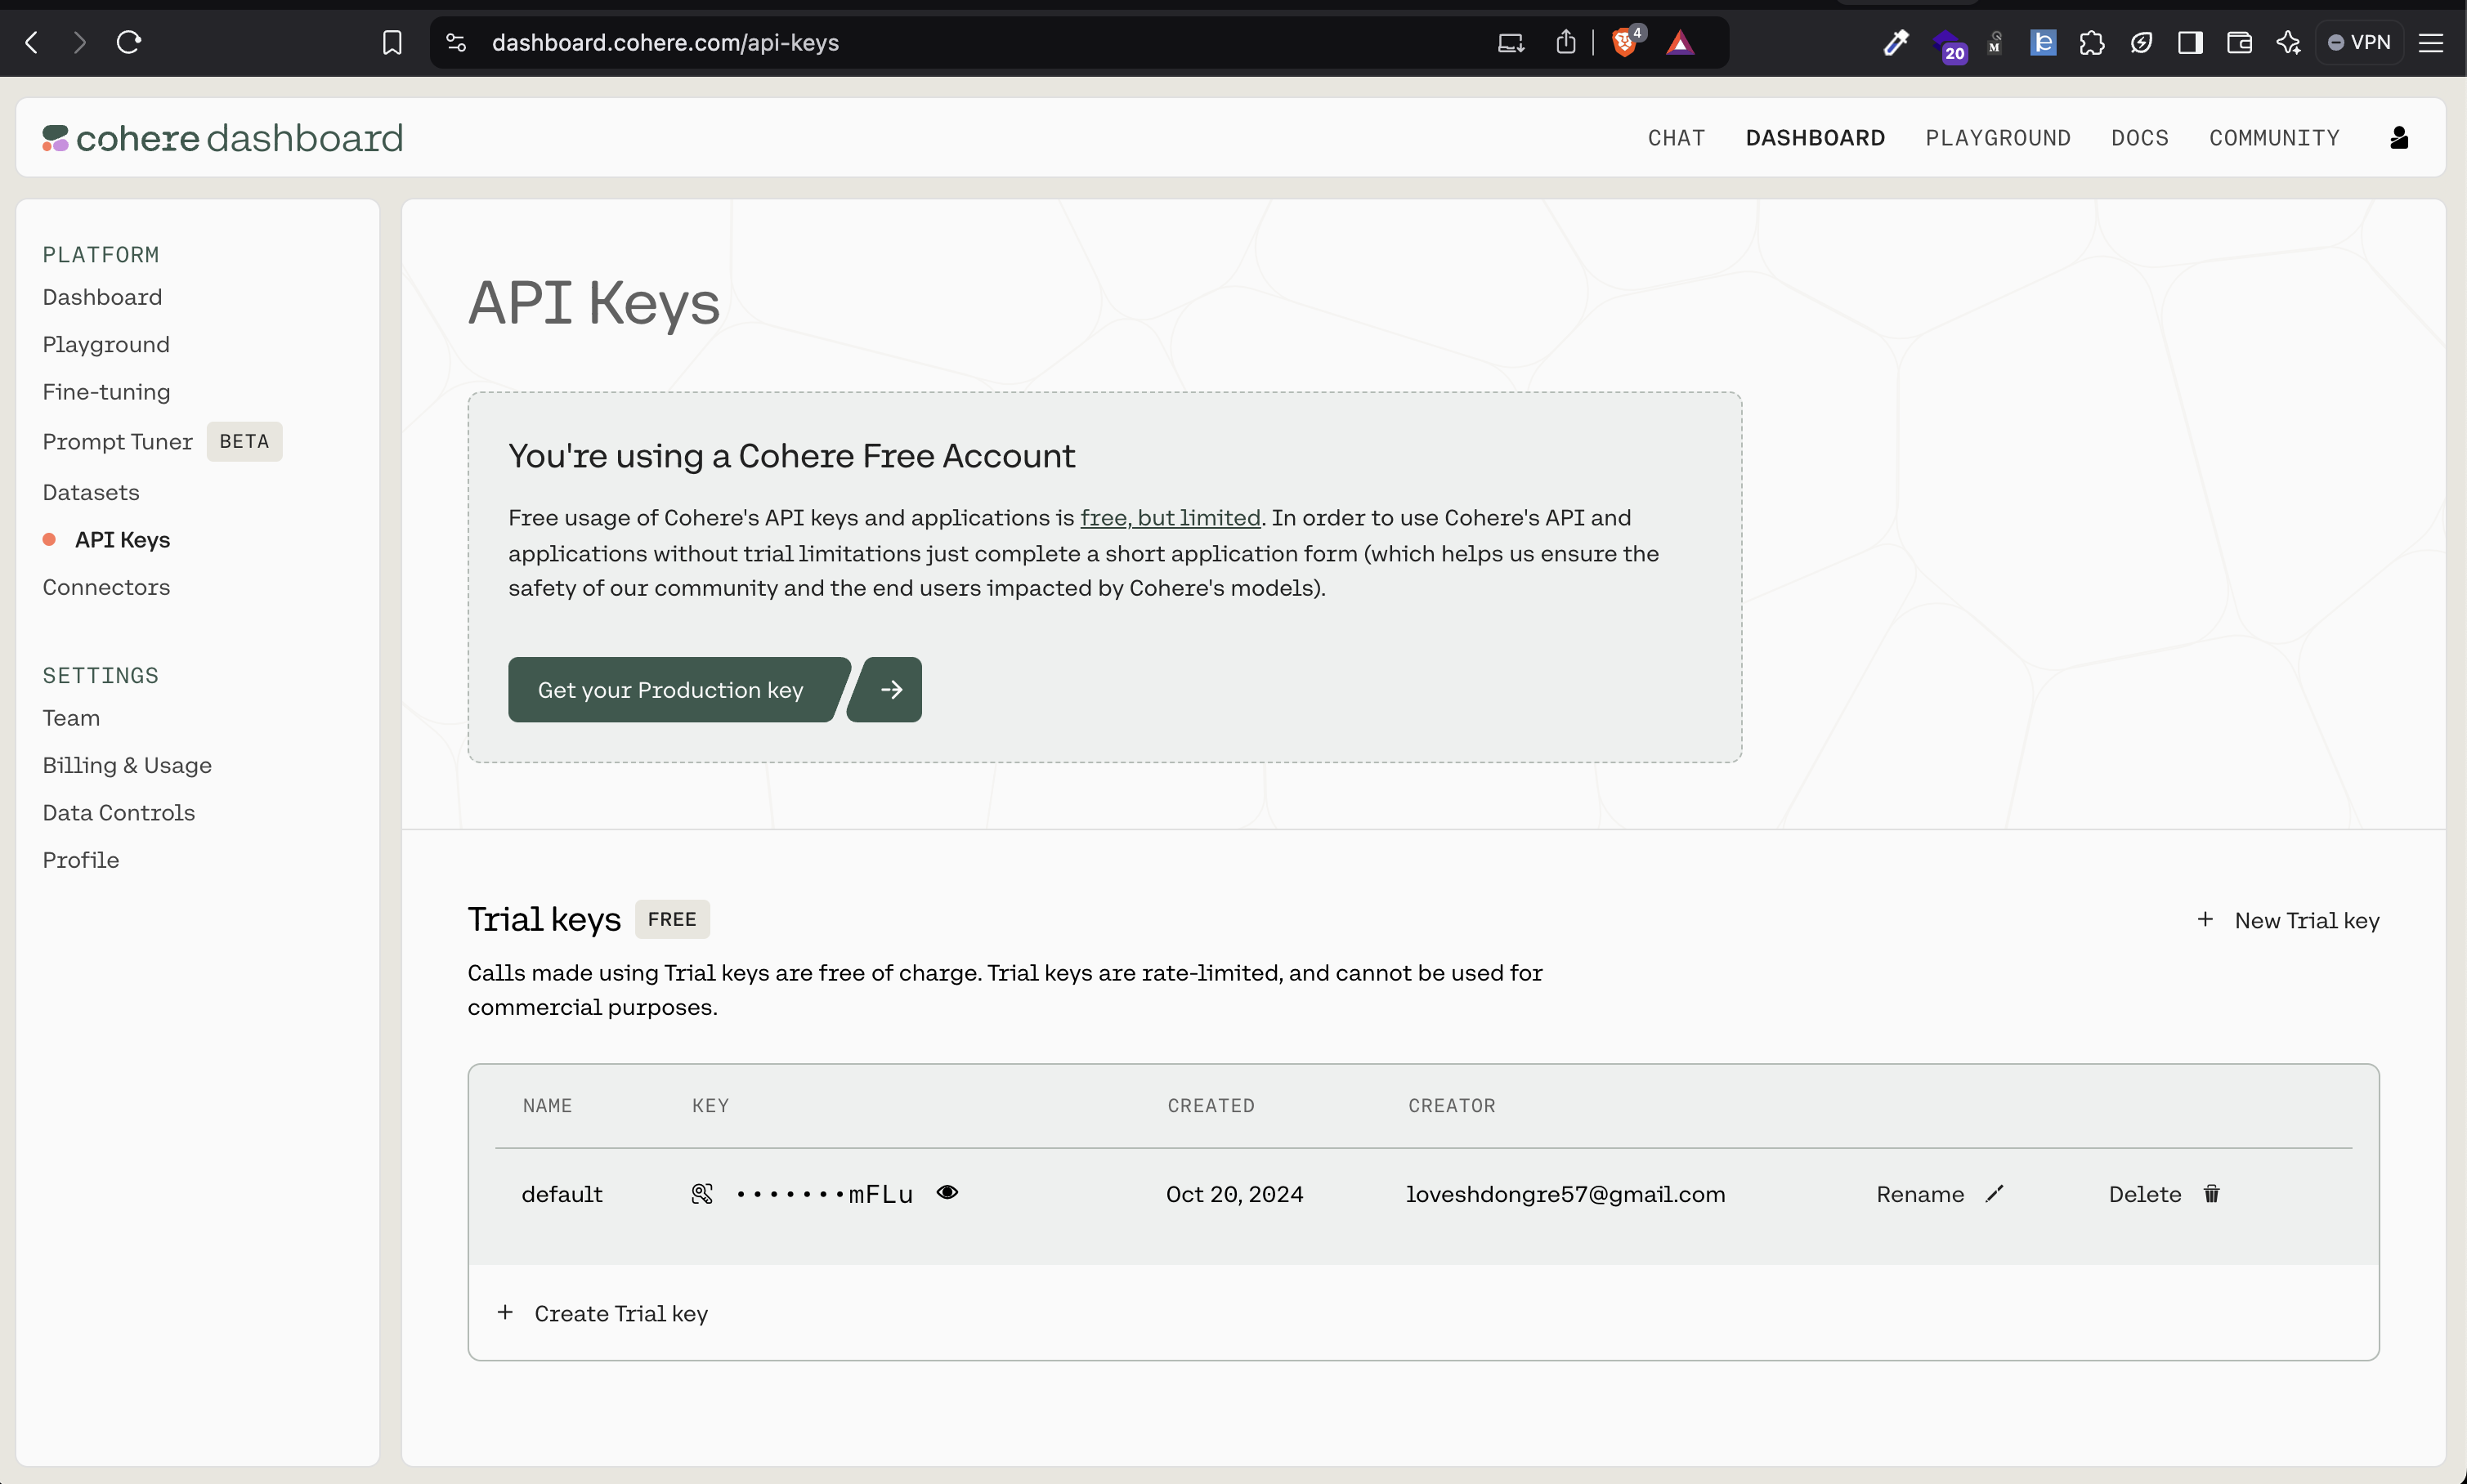 dashboard.cohere.com/api-keys
4
20
M
VPN
cohere dashboard
CHAT
DASHBOARD
PLAYGROUND
DOCS
COMMUNITY
PLATFORM
Dashboard
Playground
Fine-tuning
Prompt Tuner BETA
Datasets
API Keys
Connectors
SETTINGS
Team
Billing & Usage
Data Controls
Profile
API Keys
You're using a Cohere Free Account
Free usage of Cohere's API keys and applications is free, but limited. In order to use Cohere's API and
applications without trial limitations just complete a short application form (which helps us ensure the
safety of our community and the end users impacted by Cohere's models).
Get your Production key
Trial keys FREE
+ New Trial key
Calls made using Trial keys are free of charge. Trial keys are rate-limited, and cannot be used for
commercial purposes.
NAME KEY CREATED CREATOR
default •••••••mFLu Oct 20, 2024 loveshdongre57@gmail.com Rename Delete
+ Create Trial key